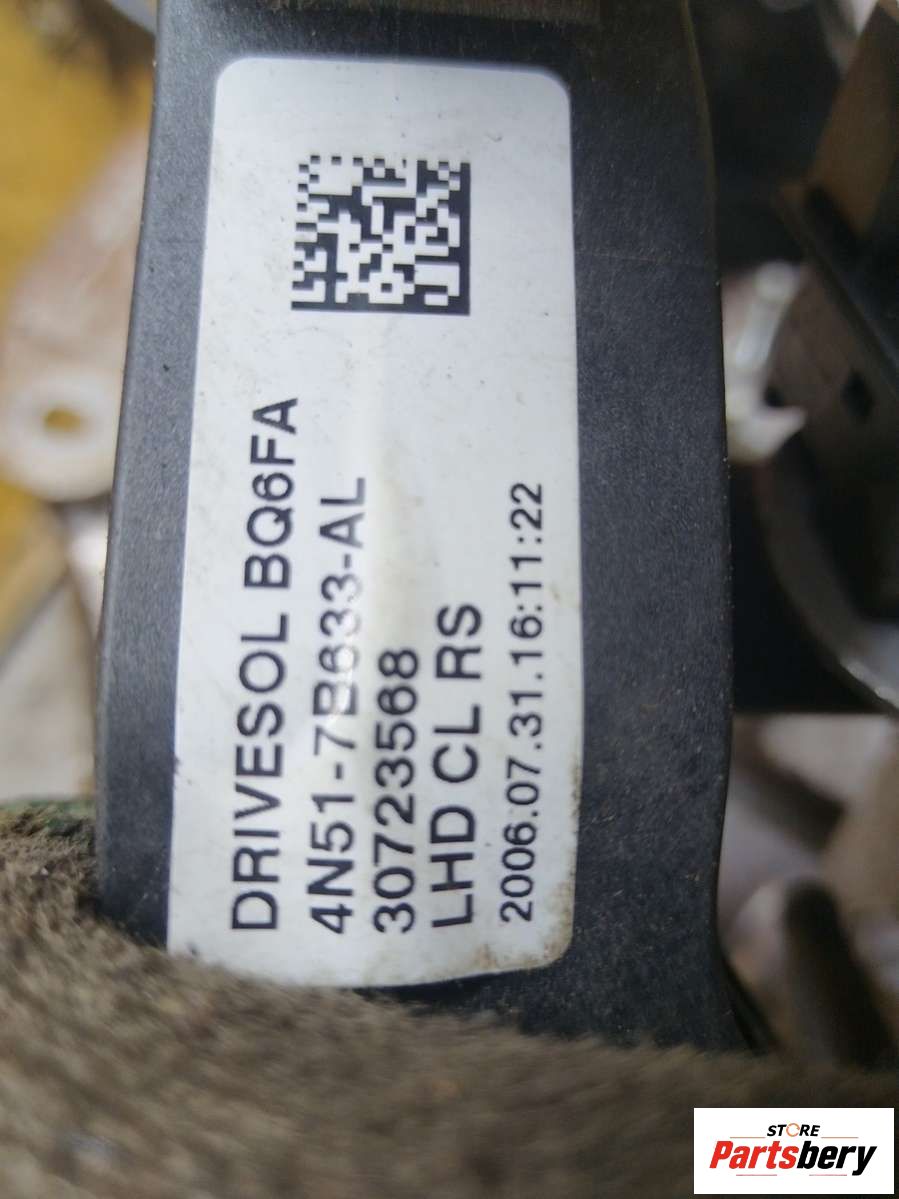 DRIVESOL BQ6FA
4N51-7B633-AL
30723568
LHD CL RS
2006.07.31.16:11:22
STORE
Partsbery